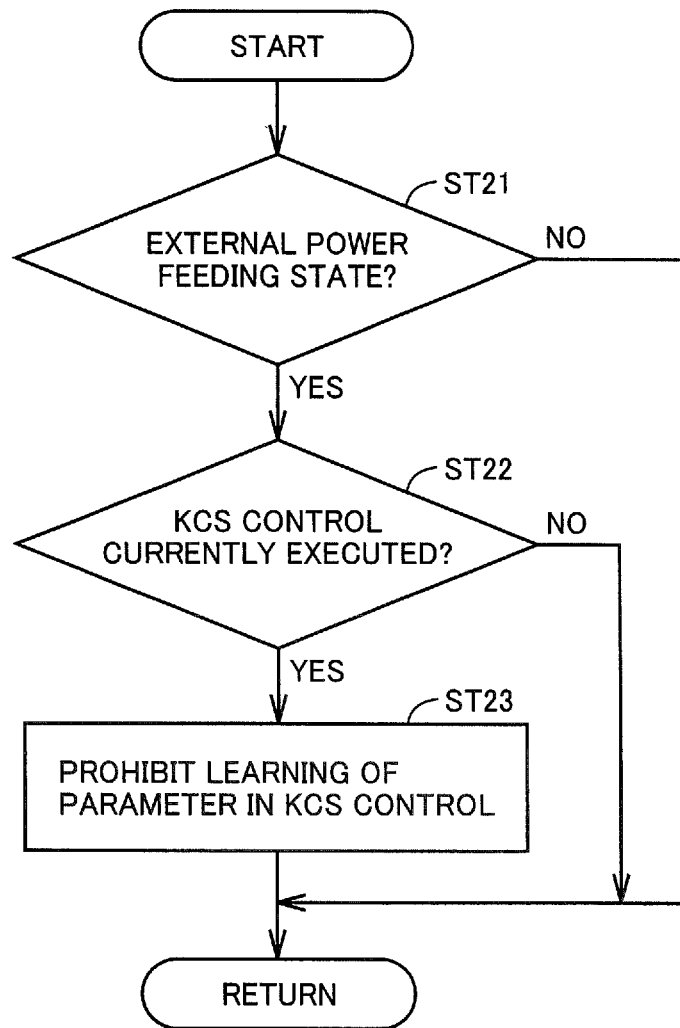 START
ST21
EXTERNAL POWER
FEEDING STATE?
NO
YES
ST22
KCS CONTROL
CURRENTLY EXECUTED?
NO
YES
ST23
PROHIBIT LEARNING OF
PARAMETER IN KCS CONTROL
RETURN